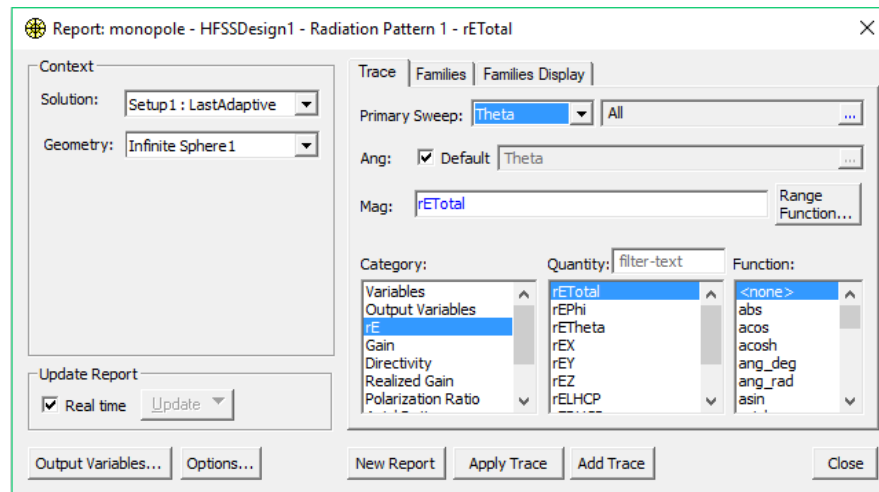 Report: monopole - HFSSDesign1 - Radiation Pattern 1 - rETotal
Context
Solution: Setup1 : LastAdaptive
Geometry: Infinite Sphere1
Update Report
Real time Update
Trace Families Families Display
Primary Sweep: Theta All ...
Ang: Default Theta ...
Mag: rETotal Range Function...
Category:
Variables
Output Variables
rE
Gain
Directivity
Realized Gain
Polarization Ratio
Quantity: filter-text
rETotal
rEPhi
rETheta
rEX
rEY
rEZ
rELHCP
Function:
<none>
abs
acos
acosh
ang_deg
ang_rad
asin
Output Variables... Options... New Report Apply Trace Add Trace Close